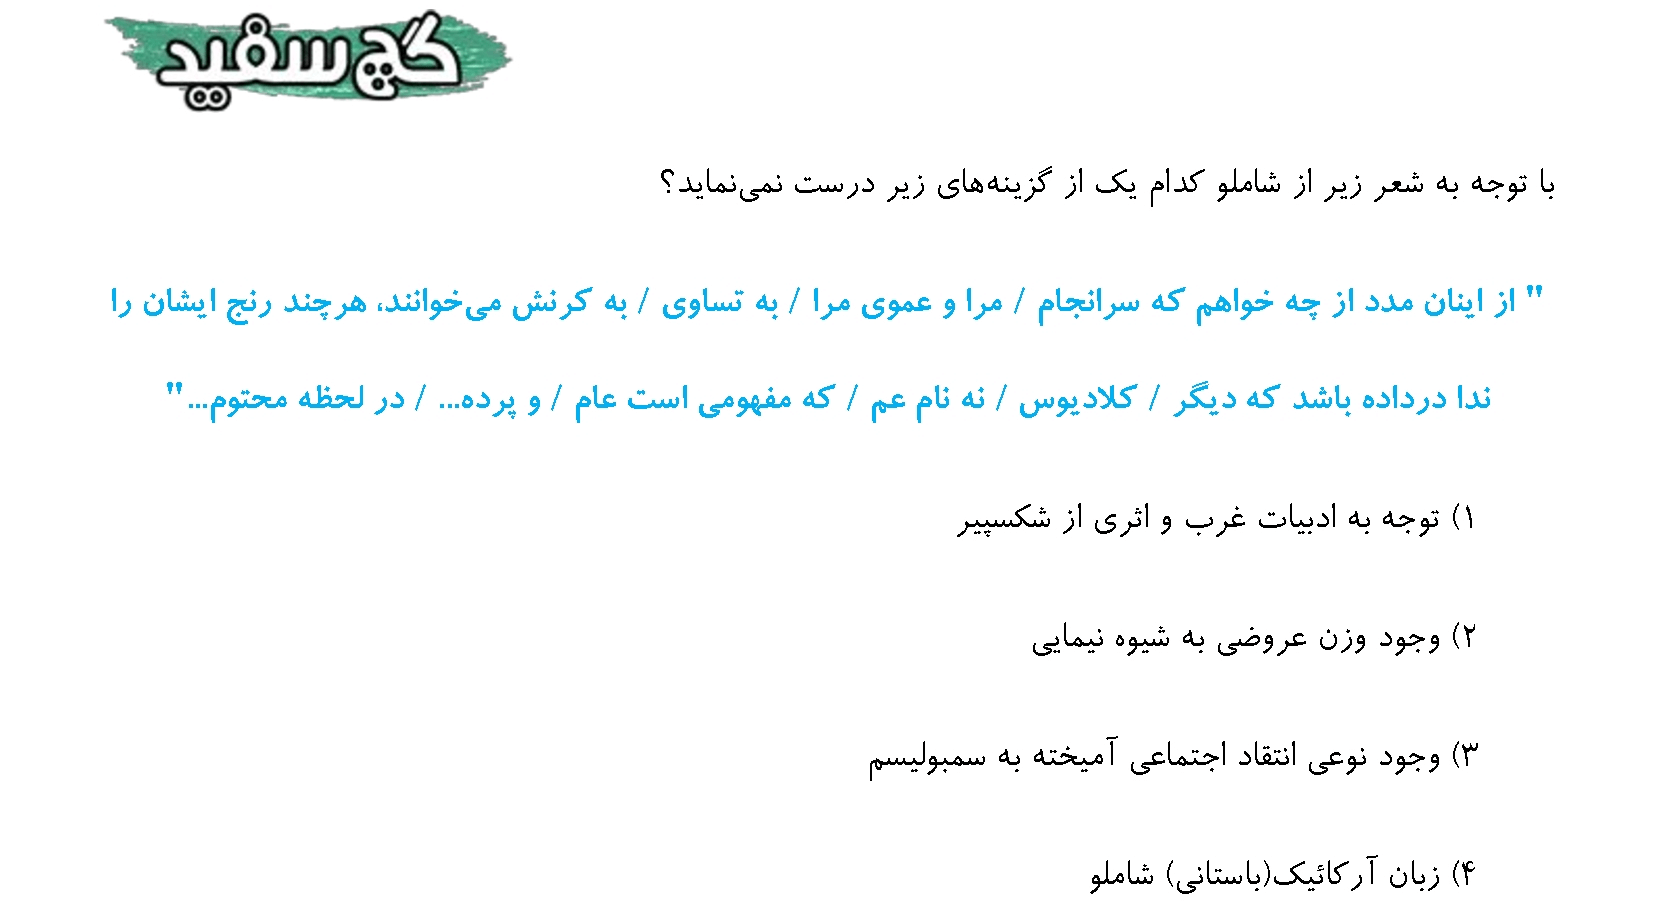 گچ سفید
با توجه به شعر زیر از شاملو کدام یک از گزینه‌های زیر درست نمی‌نماید؟
" از اینان مدد از چه خواهم که سرانجام / مرا و عموی مرا / به تساوی / به کرنش می‌خوانند، هرچند رنج ایشان را
ندا درداده باشد که دیگر / کلادیوس / نه نام عم / که مفهومی است عام / و پرده... / در لحظه محتوم..."
۱) توجه به ادبیات غرب و اثری از شکسپیر
۲) وجود وزن عروضی به شیوه نیمایی
۳) وجود نوعی انتقاد اجتماعی آمیخته به سمبولیسم
۴) زبان آرکائیک(باستانی) شاملو